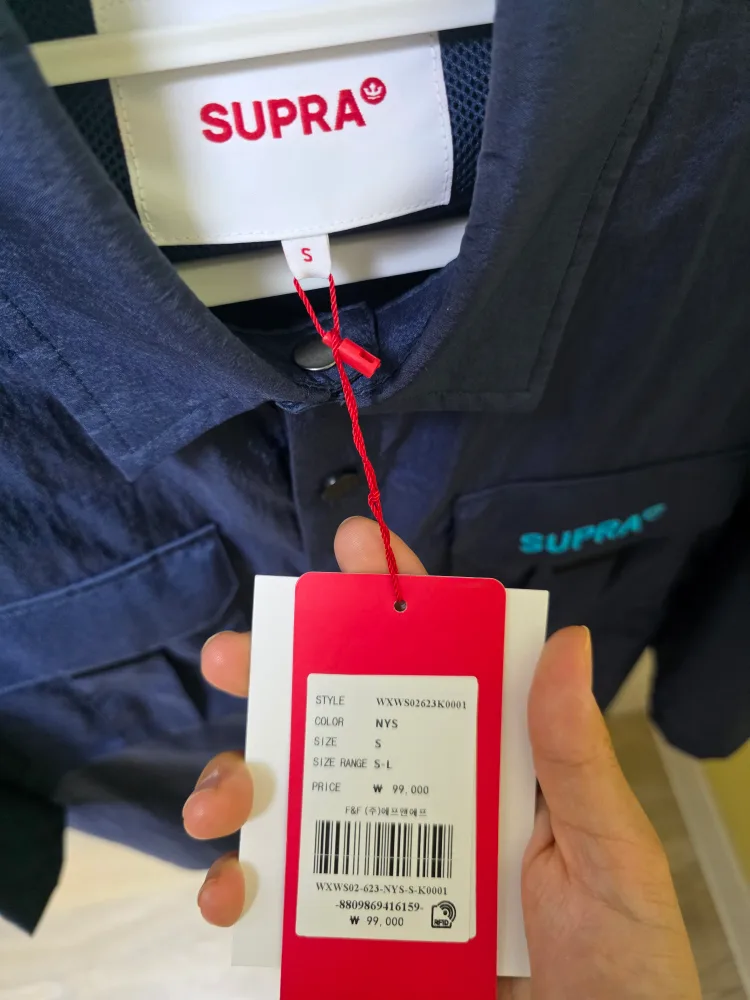 SUPRA
S
SUPRA
STYLE WXWS02623K0001
COLOR NYS
SIZE S
SIZE RANGE S-L
PRICE ₩ 99,000
F&F (주)에프앤에프
WXWS02-623-NYS-S-K0001
-8809869416159-
₩ 99,000
RFID